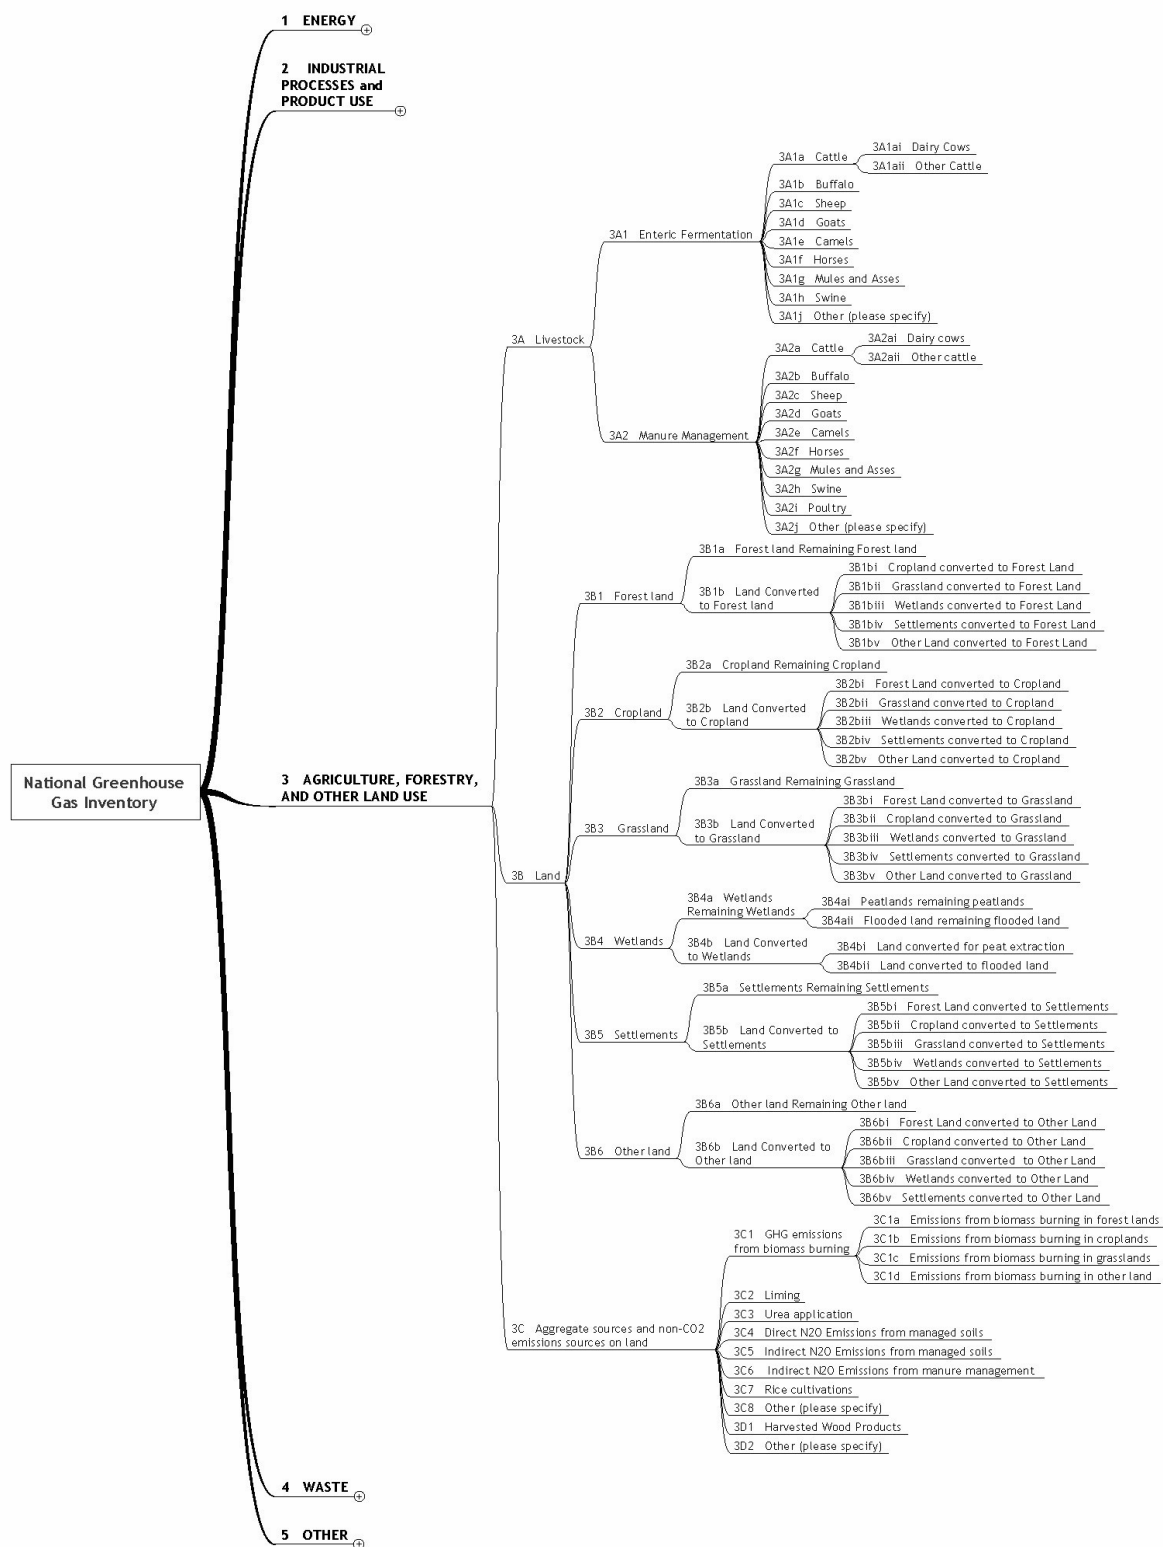 1 ENERGY
2 INDUSTRIAL
PROCESSES and
PRODUCT USE
National Greenhouse
Gas Inventory
3 AGRICULTURE, FORESTRY,
AND OTHER LAND USE
3A Livestock
3A1 Enteric Fermentation
3A1a Cattle
3A1ai Dairy Cows
3A1aii Other Cattle
3A1b Buffalo
3A1c Sheep
3A1d Goats
3A1e Camels
3A1f Horses
3A1g Mules and Asses
3A1h Swine
3A1j Other (please specify)
3A2 Manure Management
3A2a Cattle
3A2ai Dairy cows
3A2aii Other cattle
3A2b Buffalo
3A2c Sheep
3A2d Goats
3A2e Camels
3A2f Horses
3A2g Mules and Asses
3A2h Swine
3A2i Poultry
3A2j Other (please specify)
3B Land
3B1 Forest land
3B1a Forest land Remaining Forest land
3B1b Land Converted
to Forest land
3B1bi Cropland converted to Forest Land
3B1bii Grassland converted to Forest Land
3B1biii Wetlands converted to Forest Land
3B1biv Settlements converted to Forest Land
3B1bv Other Land converted to Forest Land
3B2 Cropland
3B2a Cropland Remaining Cropland
3B2b Land Converted
to Cropland
3B2bi Forest Land converted to Cropland
3B2bii Grassland converted to Cropland
3B2biii Wetlands converted to Cropland
3B2biv Settlements converted to Cropland
3B2bv Other Land converted to Cropland
3B3 Grassland
3B3a Grassland Remaining Grassland
3B3b Land Converted
to Grassland
3B3bi Forest Land converted to Grassland
3B3bii Cropland converted to Grassland
3B3biii Wetlands converted to Grassland
3B3biv Settlements converted to Grassland
3B3bv Other Land converted to Grassland
3B4 Wetlands
3B4a Wetlands
Remaining Wetlands
3B4ai Peatlands remaining peatlands
3B4aii Flooded land remaining flooded land
3B4b Land Converted
to Wetlands
3B4bi Land converted for peat extraction
3B4bii Land converted to flooded land
3B5 Settlements
3B5a Settlements Remaining Settlements
3B5b Land Converted to
Settlements
3B5bi Forest Land converted to Settlements
3B5bii Cropland converted to Settlements
3B5biii Grassland converted to Settlements
3B5biv Wetlands converted to Settlements
3B5bv Other Land converted to Settlements
3B6 Other land
3B6a Other land Remaining Other land
3B6b Land Converted to
Other land
3B6bi Forest Land converted to Other Land
3B6bii Cropland converted to Other Land
3B6biii Grassland converted to Other Land
3B6biv Wetlands converted to Other Land
3B6bv Settlements converted to Other Land
3C Aggregate sources and non-CO2
emissions sources on land
3C1 GHG emissions
from biomass burning
3C1a Emissions from biomass burning in forest lands
3C1b Emissions from biomass burning in croplands
3C1c Emissions from biomass burning in grasslands
3C1d Emissions from biomass burning in other land
3C2 Liming
3C3 Urea application
3C4 Direct N2O Emissions from managed soils
3C5 Indirect N2O Emissions from managed soils
3C6 Indirect N2O Emissions from manure management
3C7 Rice cultivations
3C8 Other (please specify)
3D1 Harvested Wood Products
3D2 Other (please specify)
4 WASTE
5 OTHER